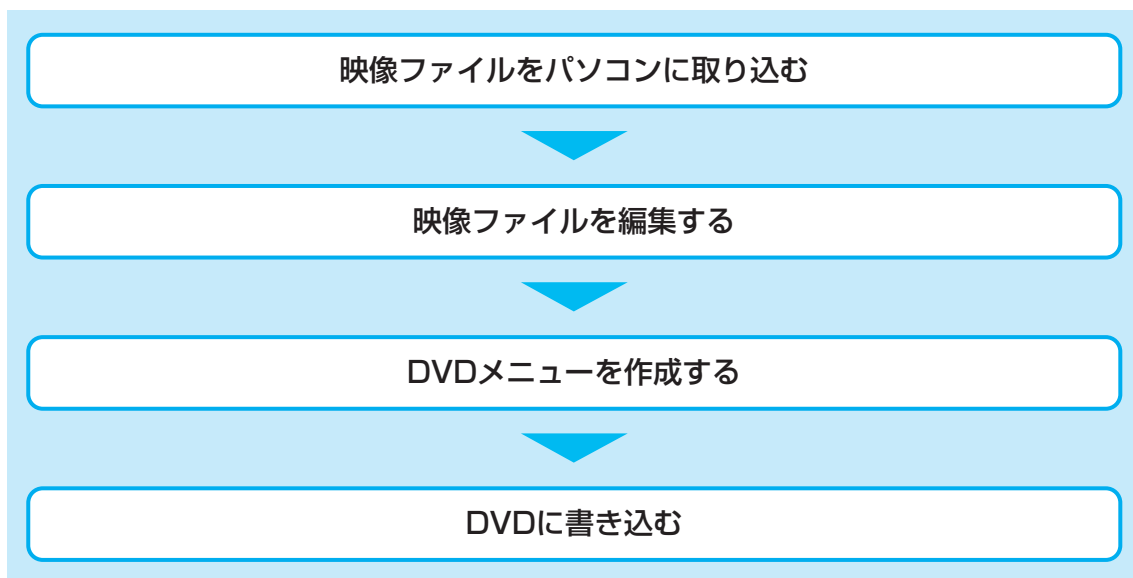 映像ファイルをパソコンに取り込む
映像ファイルを編集する
DVDメニューを作成する
DVDに書き込む